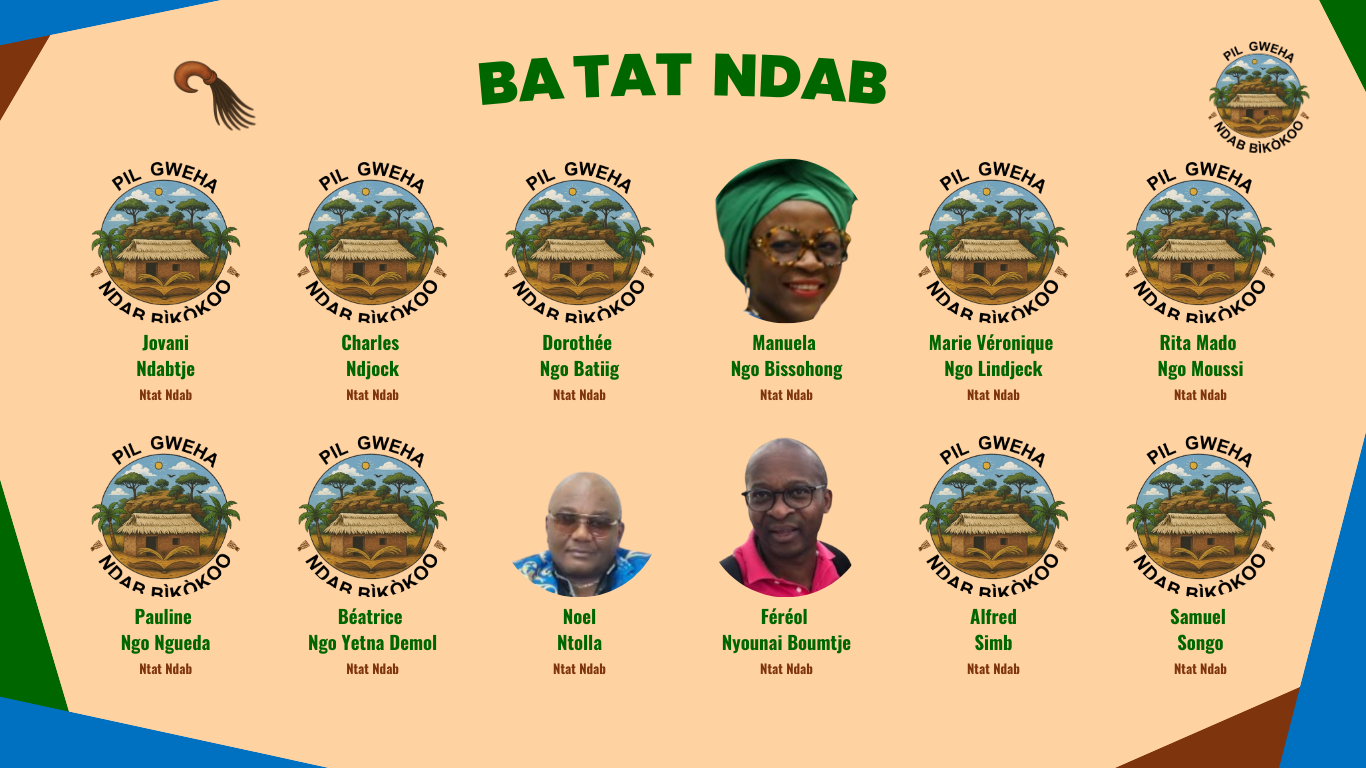 BA TAT NDAB
PIL GWEHA
NDAB BÌKÒKOO
PIL GWEHA
NDAB BÌKÒKOO
PIL GWEHA
NDAB BÌKÒKOO
PIL GWEHA
NDAB BÌKÒKOO
PIL GWEHA
NDAB BÌKÒKOO
PIL GWEHA
NDAB BÌKÒKOO
Jovani
Ndabtje
Ntat Ndab
Charles
Ndjock
Ntat Ndab
Dorothée
Ngo Batiig
Ntat Ndab
Manuela
Ngo Bissohong
Ntat Ndab
Marie Véronique
Ngo Lindjeck
Ntat Ndab
Rita Mado
Ngo Moussi
Ntat Ndab
PIL GWEHA
NDAB BÌKÒKOO
PIL GWEHA
NDAB BÌKÒKOO
PIL GWEHA
NDAB BÌKÒKOO
PIL GWEHA
NDAB BÌKÒKOO
Pauline
Ngo Ngueda
Ntat Ndab
Béatrice
Ngo Yetna Demol
Ntat Ndab
Noel
Ntolla
Ntat Ndab
Féréol
Nyounai Boumtje
Ntat Ndab
Alfred
Simb
Ntat Ndab
Samuel
Songo
Ntat Ndab